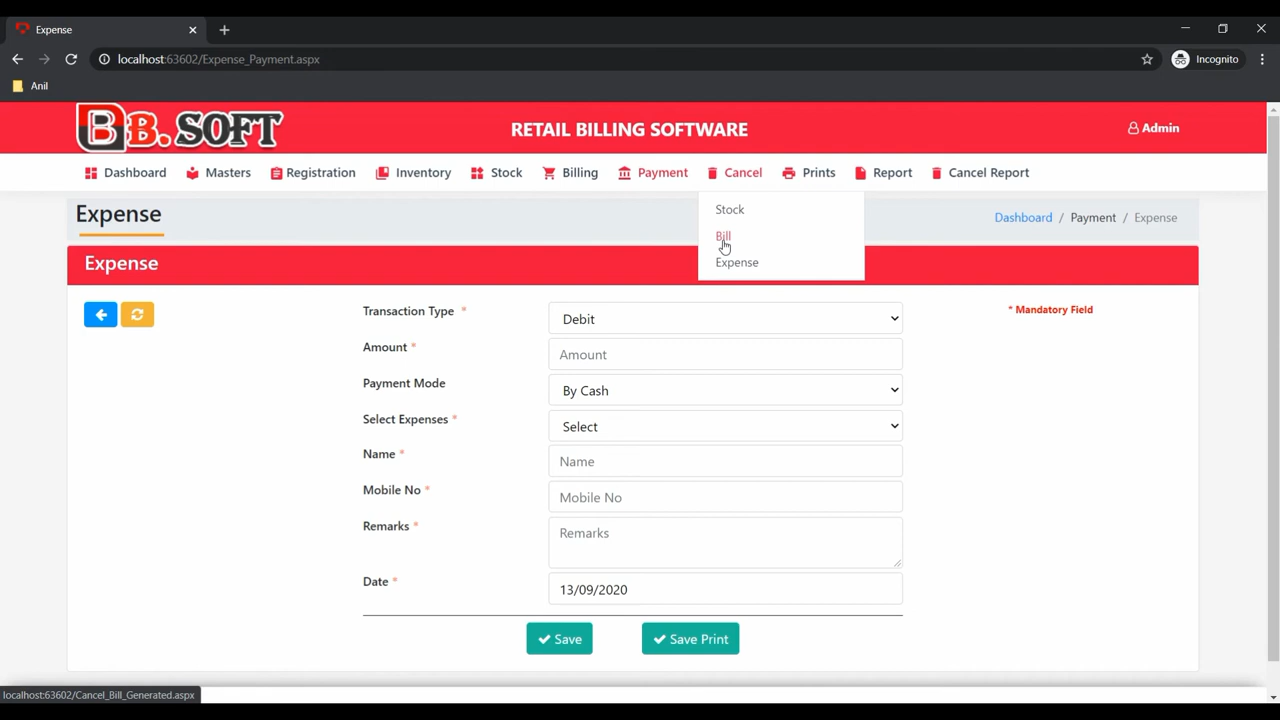 Expense
localhost:63602/Expense_Payment.aspx
Incognito
Anil
BB.SOFT
RETAIL BILLING SOFTWARE
Admin
Dashboard Masters Registration Inventory Stock Billing Payment Cancel Prints Report Cancel Report
Stock
Bill
Expense
Expense
Dashboard / Payment / Expense
Expense
Transaction Type * Debit
* Mandatory Field
Amount * Amount
Payment Mode By Cash
Select Expenses * Select
Name * Name
Mobile No * Mobile No
Remarks * Remarks
Date * 13/09/2020
Save Save Print
localhost:63602/Cancel_Bill_Generated.aspx